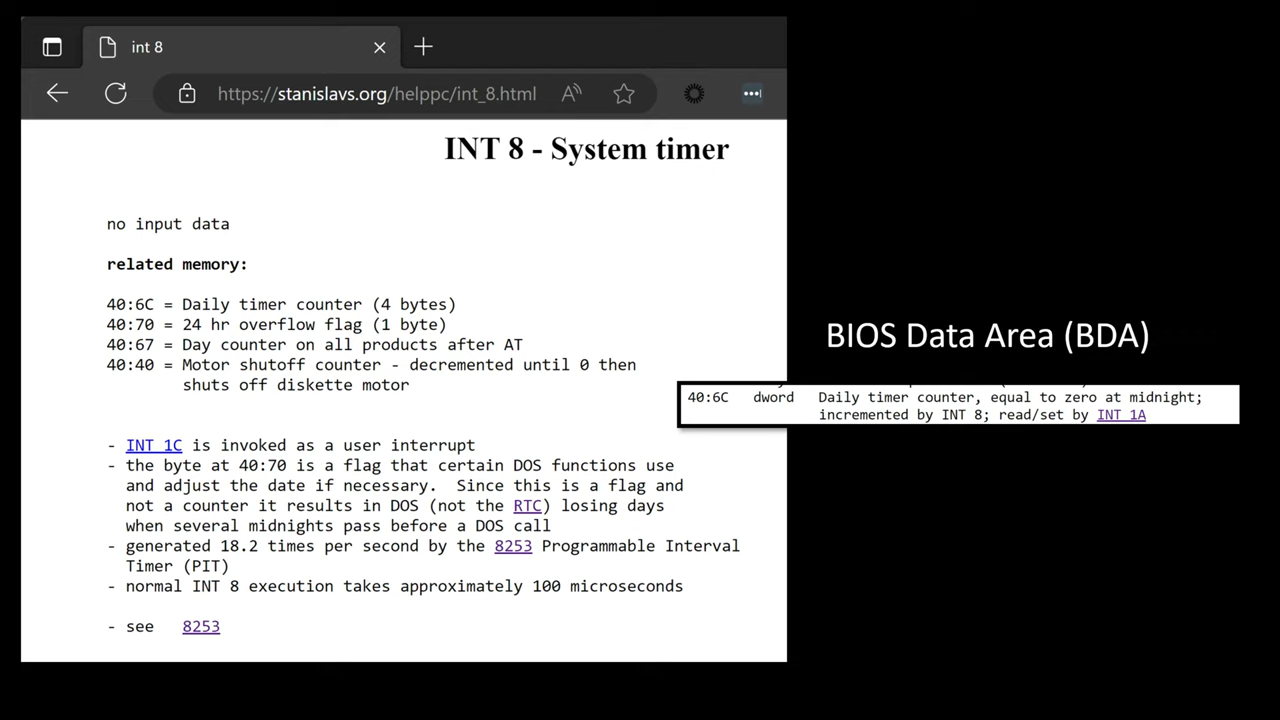 int 8
https://stanislavs.org/helppc/int_8.html
INT 8 - System timer
no input data
related memory:
40:6C = Daily timer counter (4 bytes)
40:70 = 24 hr overflow flag (1 byte)
40:67 = Day counter on all products after AT
40:40 = Motor shutoff counter - decremented until 0 then
shuts off diskette motor
- INT 1C is invoked as a user interrupt
- the byte at 40:70 is a flag that certain DOS functions use
and adjust the date if necessary.  Since this is a flag and
not a counter it results in DOS (not the RTC) losing days
when several midnights pass before a DOS call
- generated 18.2 times per second by the 8253 Programmable Interval
Timer (PIT)
- normal INT 8 execution takes approximately 100 microseconds
- see   8253
BIOS Data Area (BDA)
40:6C   dword   Daily timer counter, equal to zero at midnight;
incremented by INT 8; read/set by INT 1A